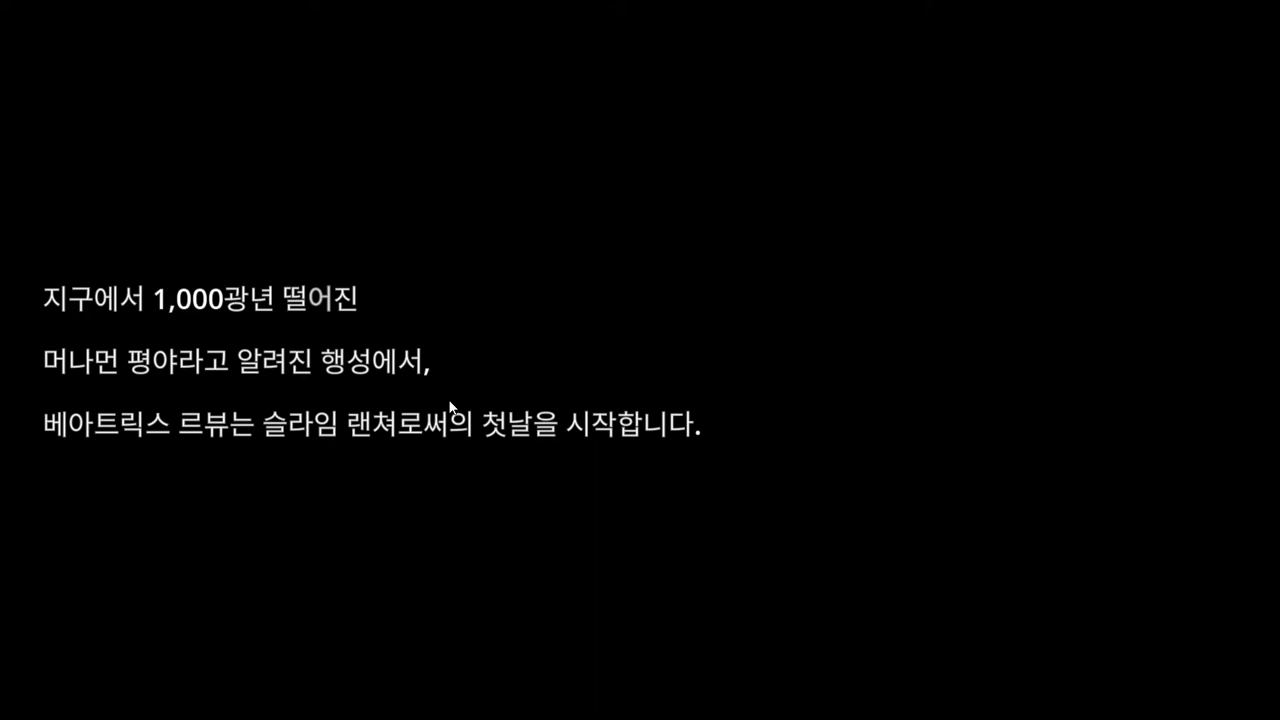 지구에서 1,000광년 떨어진
머나먼 평야라고 알려진 행성에서,
베아트릭스 르뷰는 슬라임 랜쳐로써의 첫날을 시작합니다.